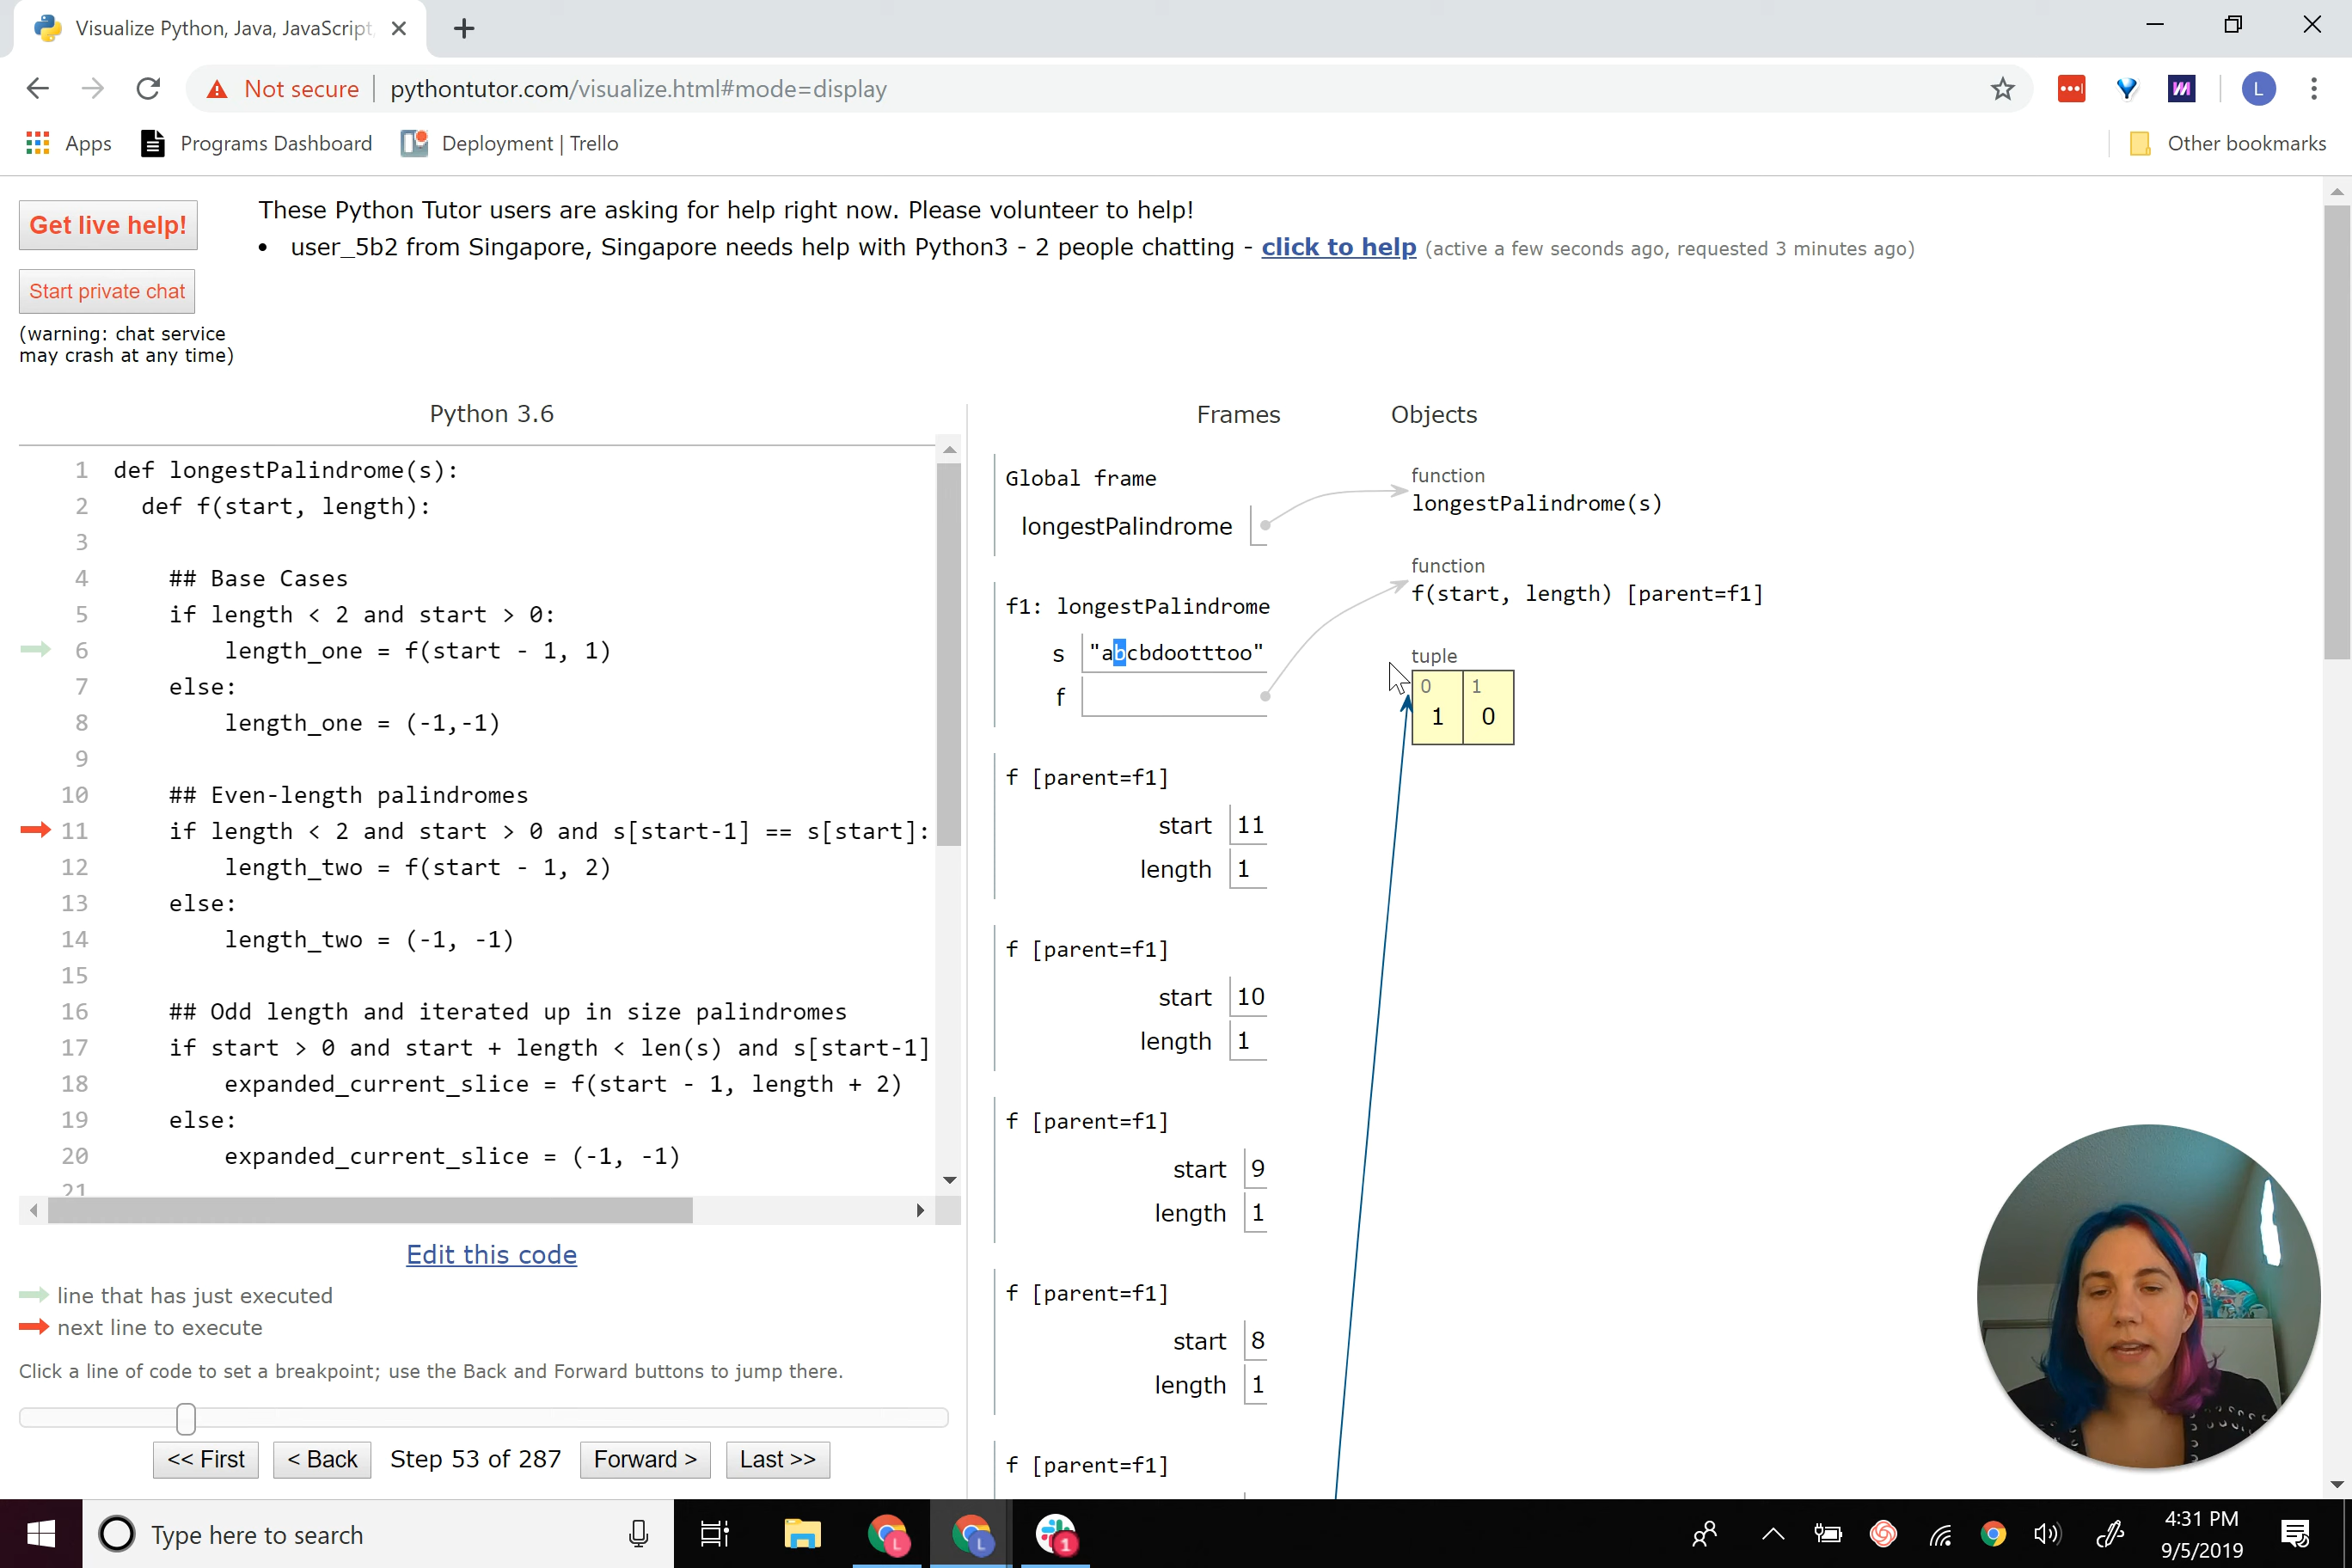 Visualize Python, Java, JavaScript,
Not secure
pythontutor.com/visualize.html#mode=display
L
Apps
Programs Dashboard
Deployment | Trello
Other bookmarks
Get live help!
These Python Tutor users are asking for help right now. Please volunteer to help!
• user_5b2 from Singapore, Singapore needs help with Python3 - 2 people chatting - click to help (active a few seconds ago, requested 3 minutes ago)
Start private chat
(warning: chat service
may crash at any time)
Python 3.6
1 def longestPalindrome(s):
2 def f(start, length):
3
4 ## Base Cases
5 if length < 2 and start > 0:
6 length_one = f(start - 1, 1)
7 else:
8 length_one = (-1,-1)
9
10 ## Even-length palindromes
11 if length < 2 and start > 0 and s[start-1] == s[start]:
12 length_two = f(start - 1, 2)
13 else:
14 length_two = (-1, -1)
15
16 ## Odd length and iterated up in size palindromes
17 if start > 0 and start + length < len(s) and s[start-1]
18 expanded_current_slice = f(start - 1, length + 2)
19 else:
20 expanded_current_slice = (-1, -1)
21
Edit this code
line that has just executed
next line to execute
Click a line of code to set a breakpoint; use the Back and Forward buttons to jump there.
<< First
< Back
Step 53 of 287
Forward >
Last >>
Frames
Objects
Global frame
longestPalindrome
function
longestPalindrome(s)
function
f(start, length) [parent=f1]
f1: longestPalindrome
s "abcbdootttoo"
f
tuple
0 1
1 0
f [parent=f1]
start 11
length 1
f [parent=f1]
start 10
length 1
f [parent=f1]
start 9
length 1
f [parent=f1]
start 8
length 1
f [parent=f1]
Type here to search
L
L
1
4:31 PM
9/5/2019